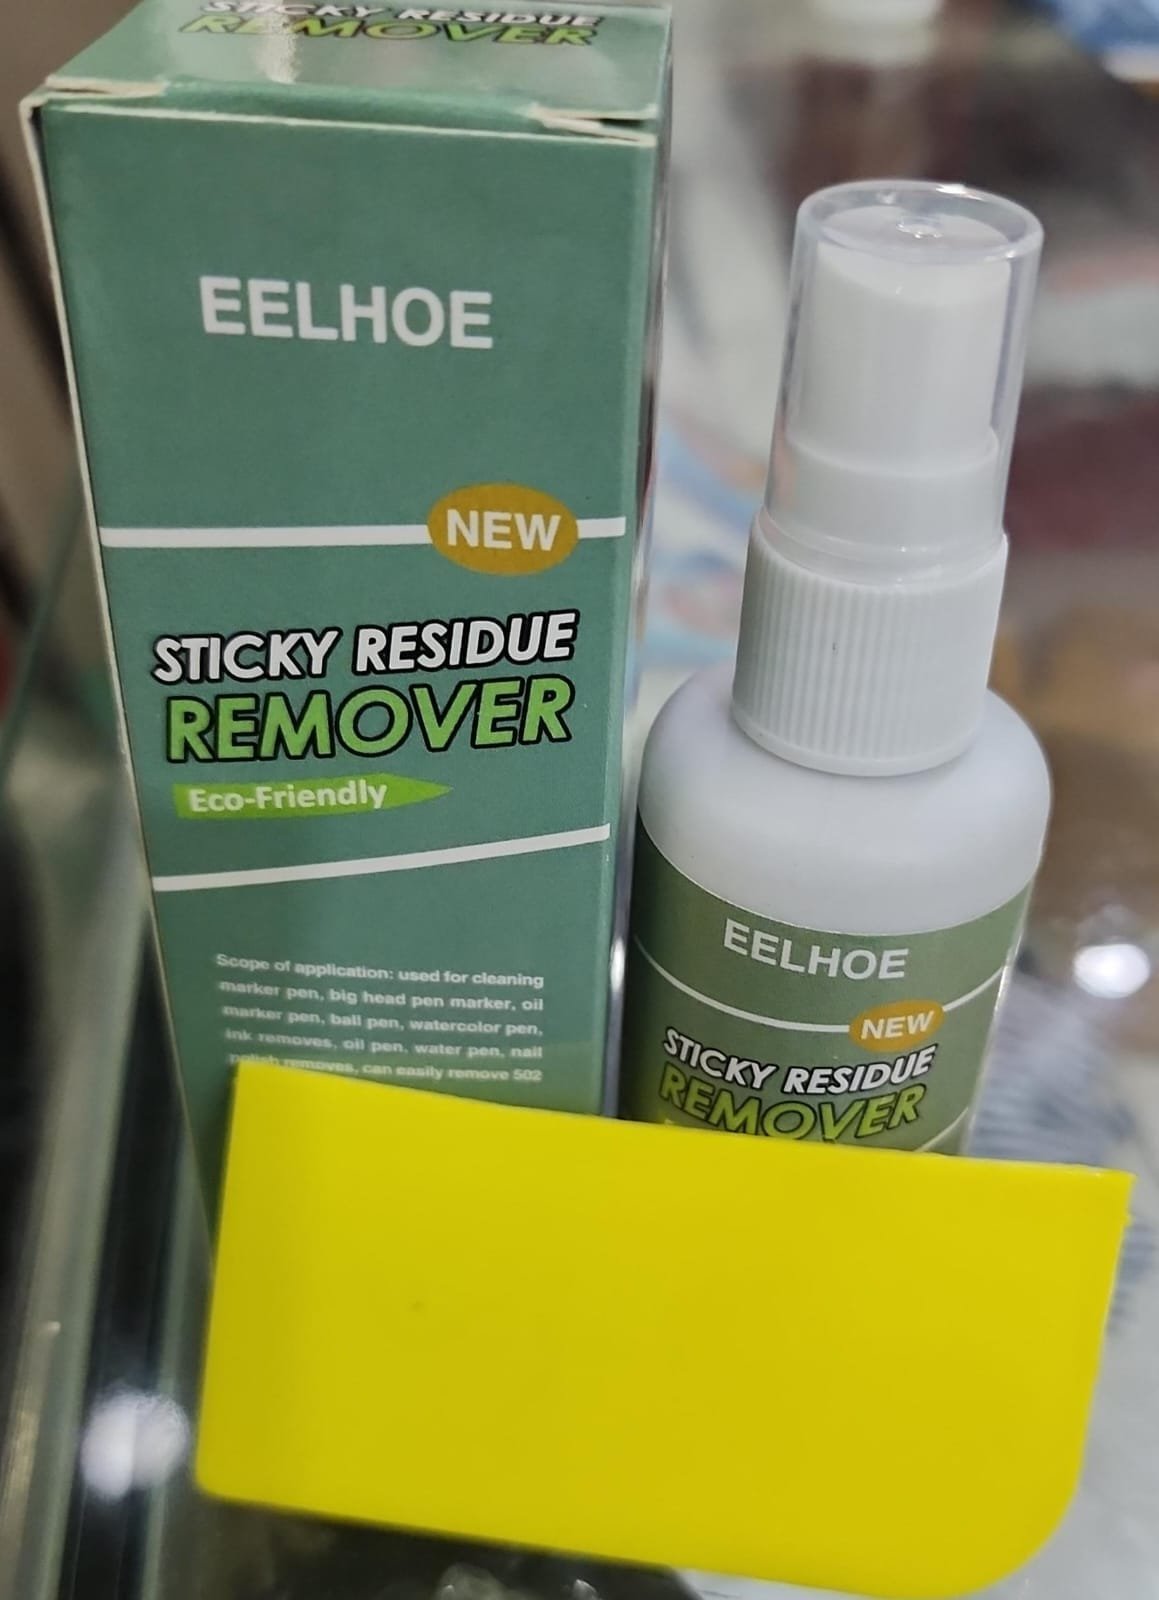 STICKY RESIDUE
REMOVER
EELHOE
NEW
STICKY RESIDUE
REMOVER
Eco-Friendly
Scope of application: used for cleaning
marker pen, big head pen marker, oil
marker pen, ball pen, watercolor pen,
ink removes, oil pen, water pen, nail
polish removes, can easily remove 502
EELHOE
NEW
STICKY RESIDUE
REMOVER